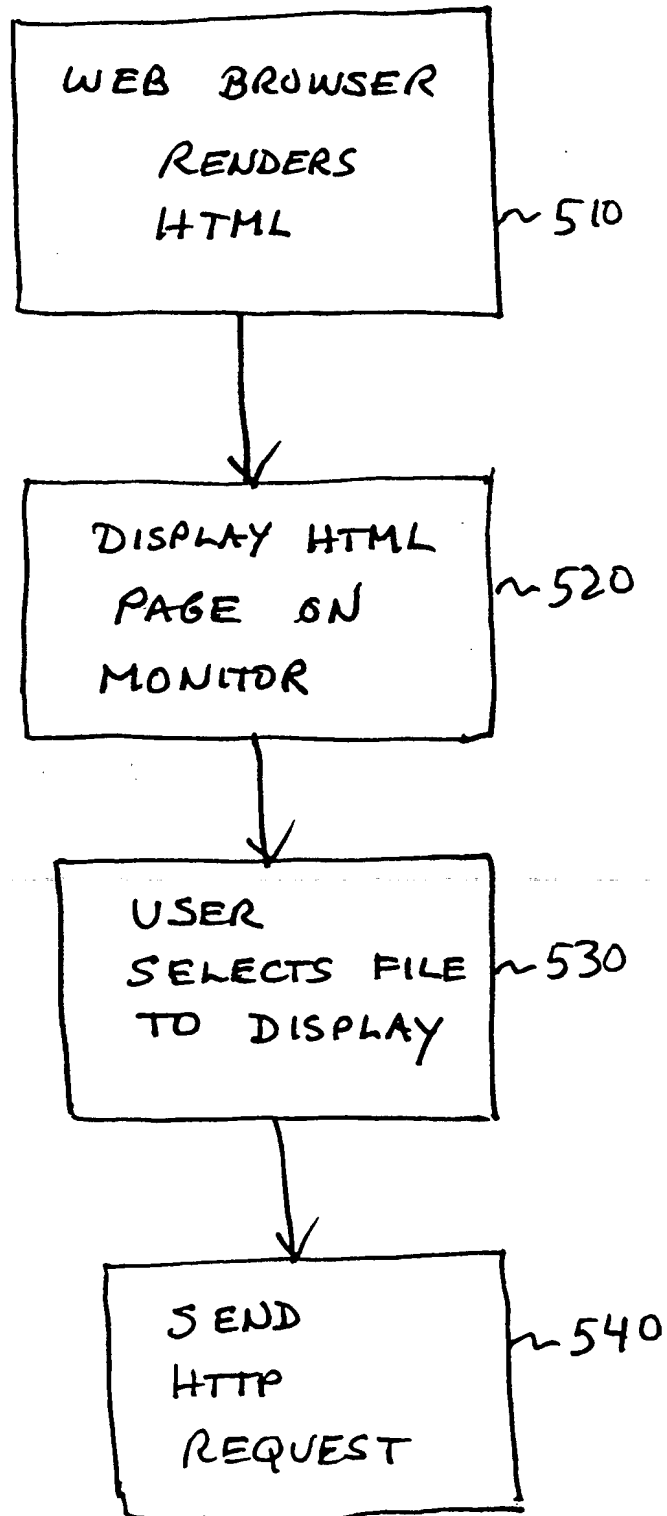 WEB BROWSER
RENDERS
HTML
510
DISPLAY HTML
PAGE ON
MONITOR
520
USER
SELECTS FILE
TO DISPLAY
530
SEND
HTTP
REQUEST
540